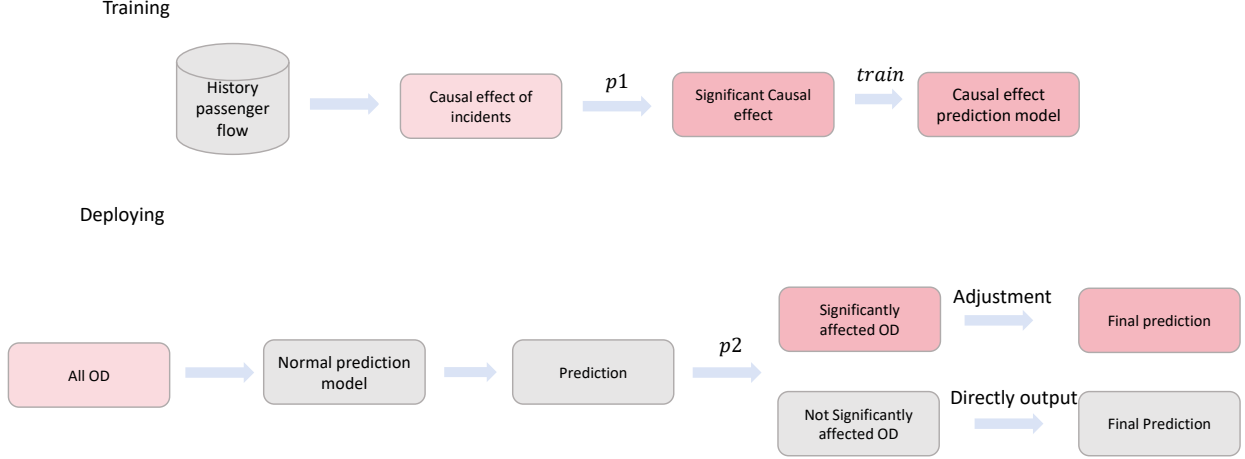 Training
History
passenger
flow
Causal effect of
incidents
p1
Significant Causal
effect
train
Causal effect
prediction model
Deploying
All OD
Normal prediction
model
Prediction
p2
Significantly
affected OD
Adjustment
Final prediction
Not Significantly
affected OD
Directly output
Final Prediction